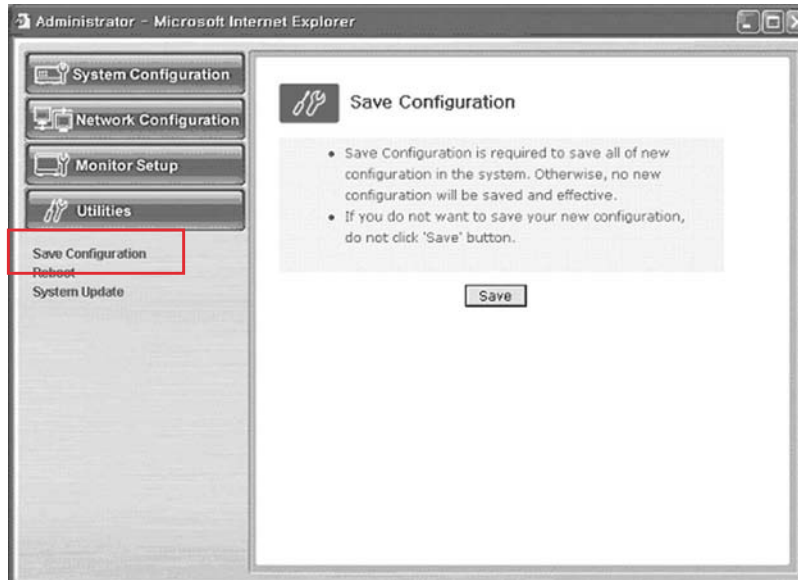 Administrator - Microsoft Internet Explorer
System Configuration
Network Configuration
Monitor Setup
Utilities
Save Configuration
Reboot
System Update
Save Configuration
• Save Configuration is required to save all of new
configuration in the system. Otherwise, no new
configuration will be saved and effective.
• If you do not want to save your new configuration,
do not click 'Save' button.
Save